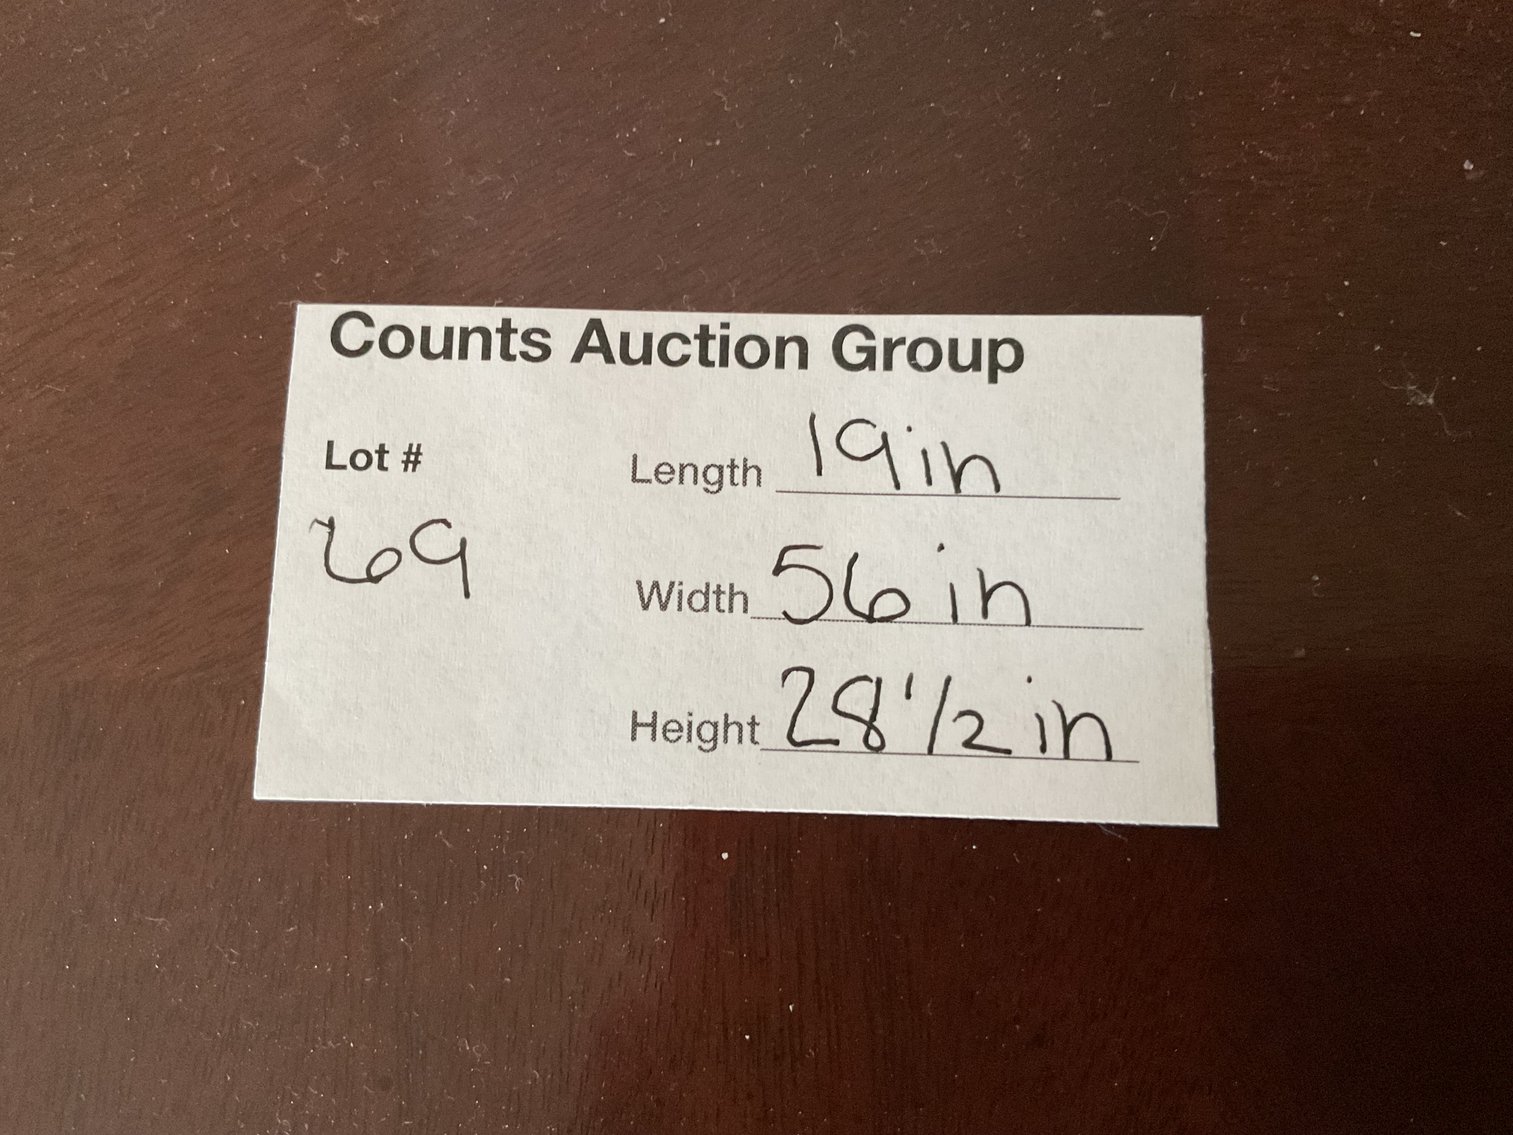 Counts Auction Group
Lot #
69
Length 19in
Width 56 in
Height 28 1/2 in